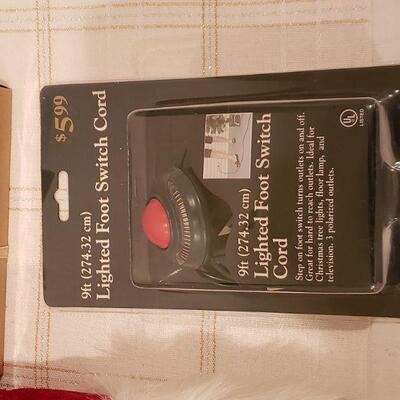 $5.99
9ft (274.32 cm)
Lighted Foot Switch Cord
9ft (274.32 cm)
Lighted Foot Switch
Cord
Step on foot switch turns outlets on and off.
Great for hard to reach outlets. Ideal for
Christmas tree lights, floor lamp, and
television. 3 polarized outlets.
UL
LISTED